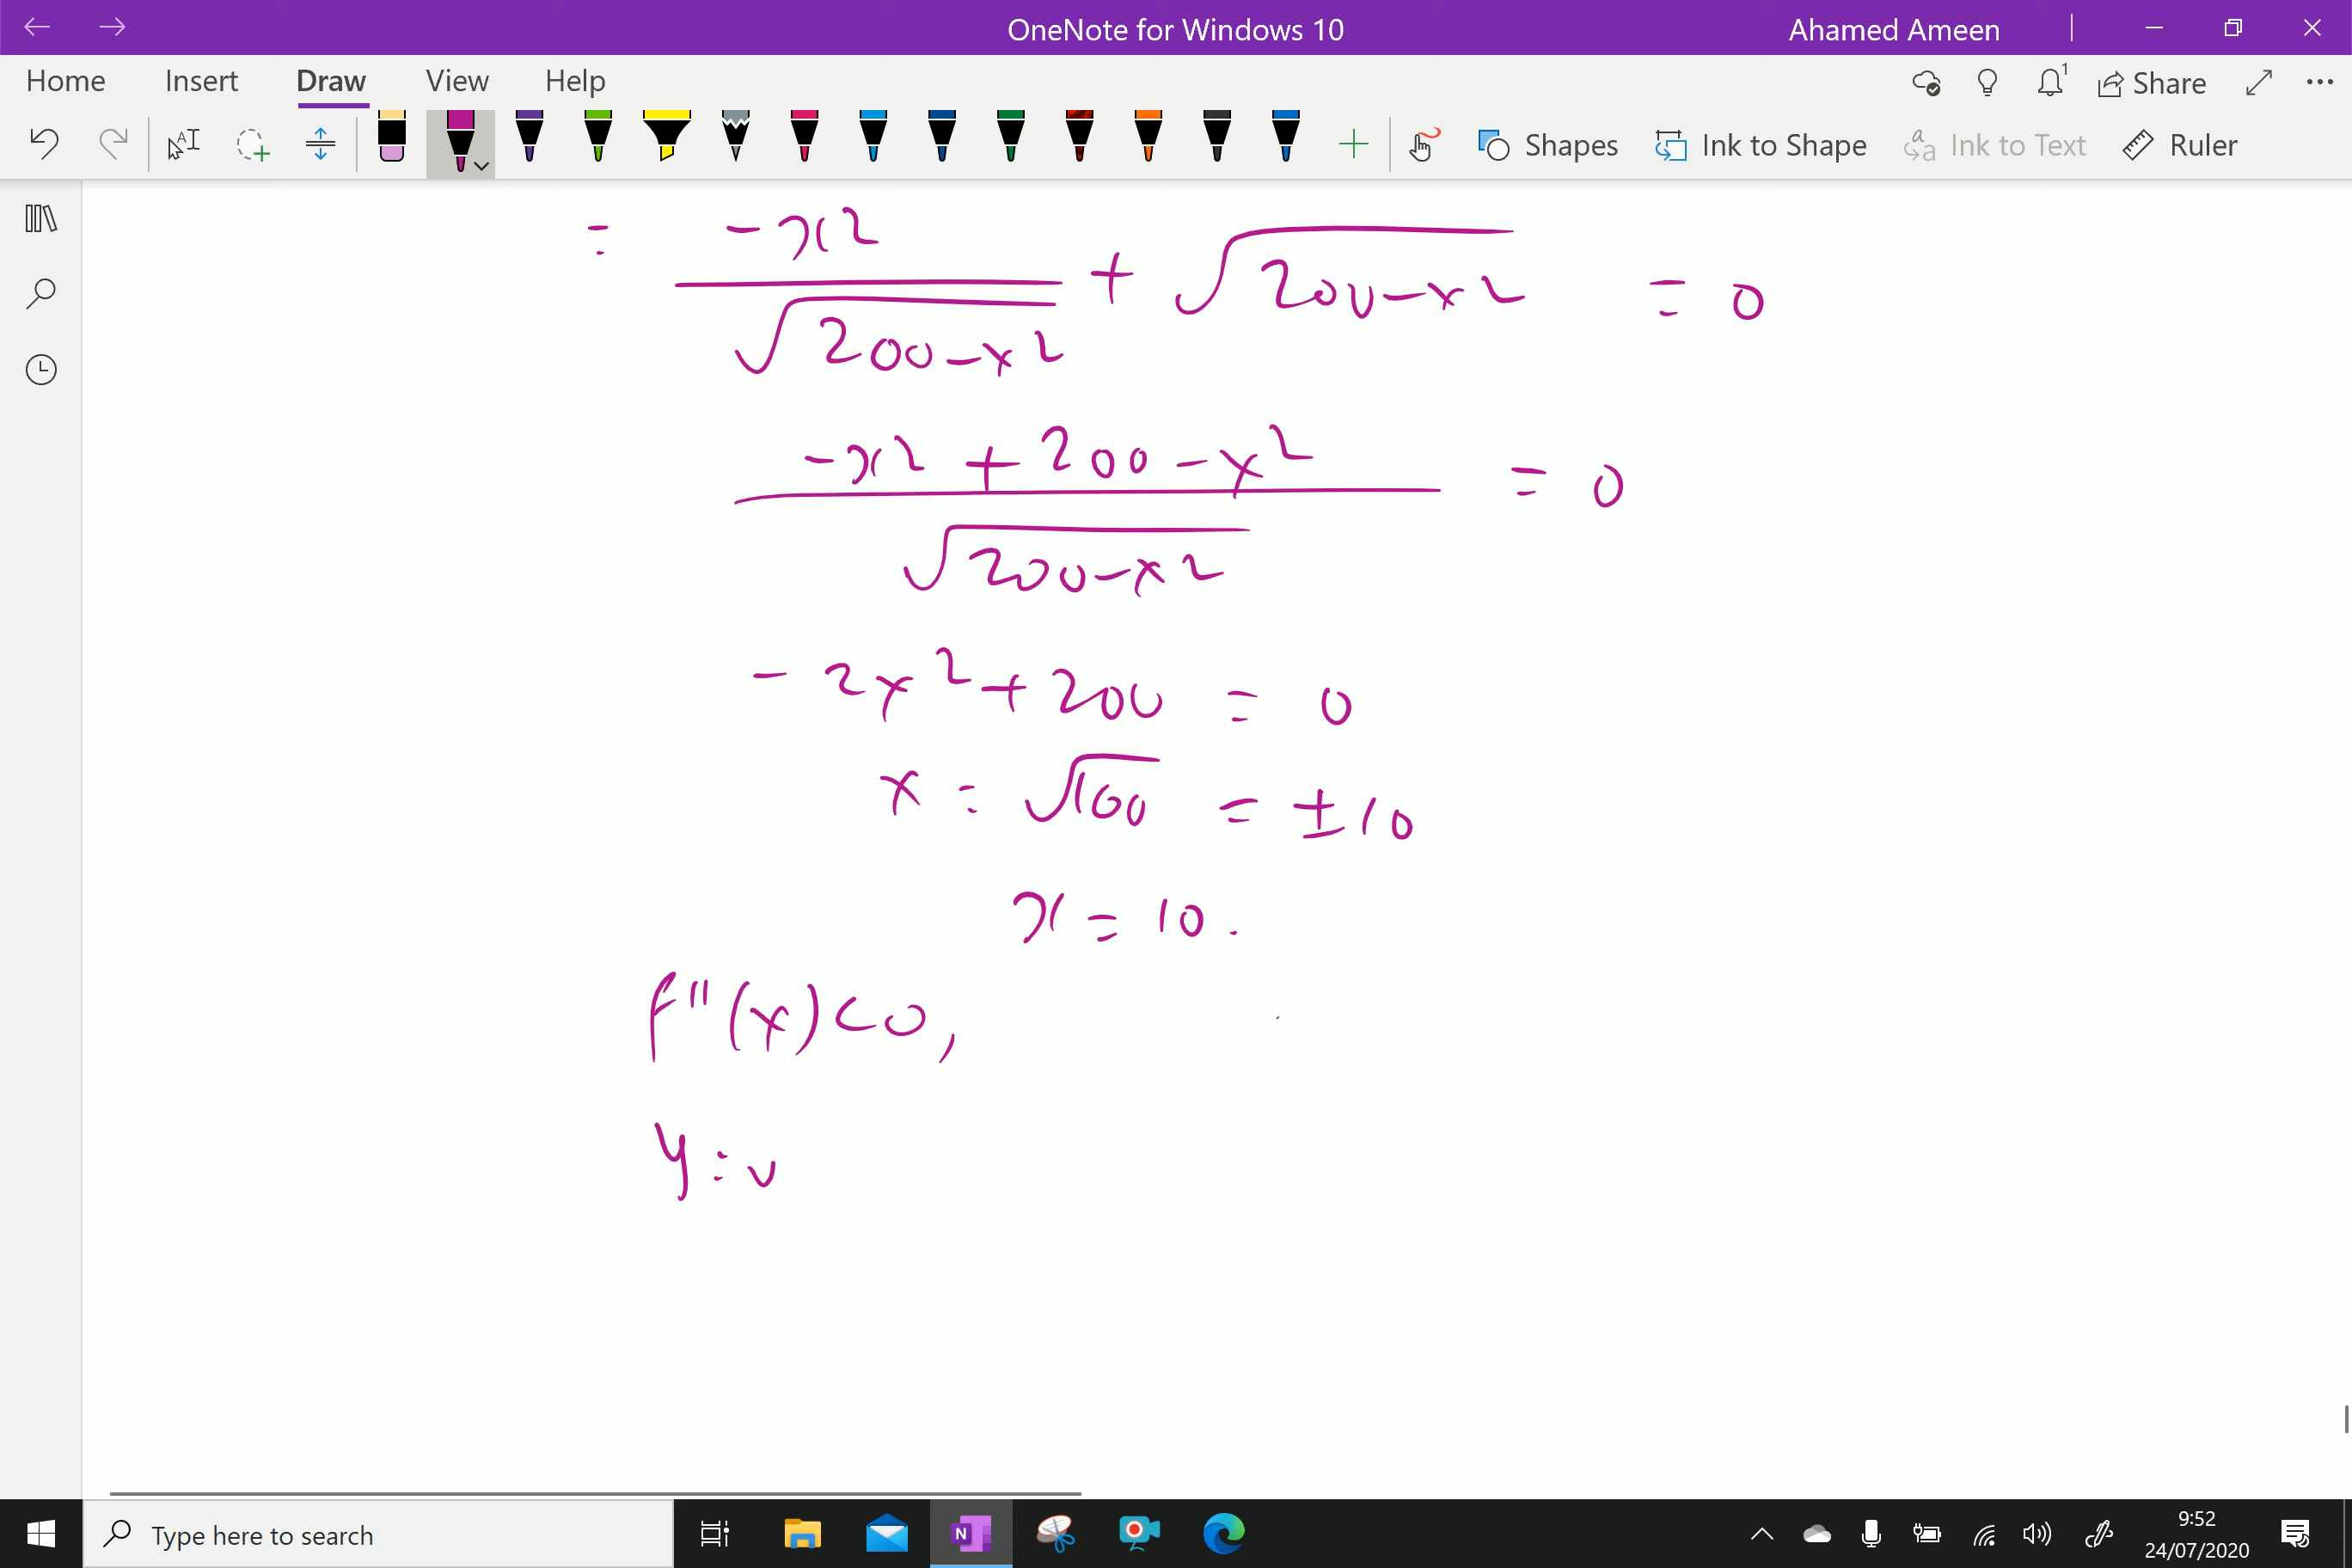 OneNote for Windows 10 Ahamed Ameen
Home Insert Draw View Help 1 Share
Shapes Ink to Shape Ink to Text Ruler
= -x² / √(200-x²) + √(200-x²) = 0
(-x² + 200 - x²) / √(200-x²) = 0
- 2x² + 200 = 0
x = √100 = ±10
x = 10.
f''(x) < 0,
y =
Type here to search 9:52
24/07/2020